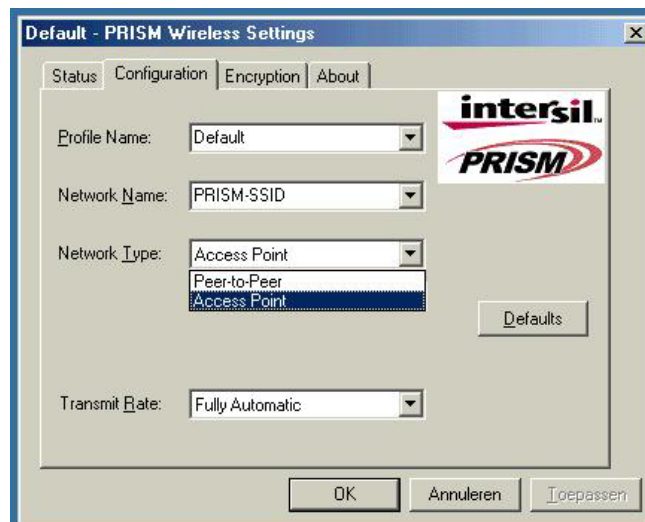 Default - PRISM Wireless Settings
Status Configuration Encryption About
intersil™
PRISM
Profile Name: Default
Network Name: PRISM-SSID
Network Type: Access Point
Peer-to-Peer
Access Point
Defaults
Transmit Rate: Fully Automatic
OK Annuleren Toepassen